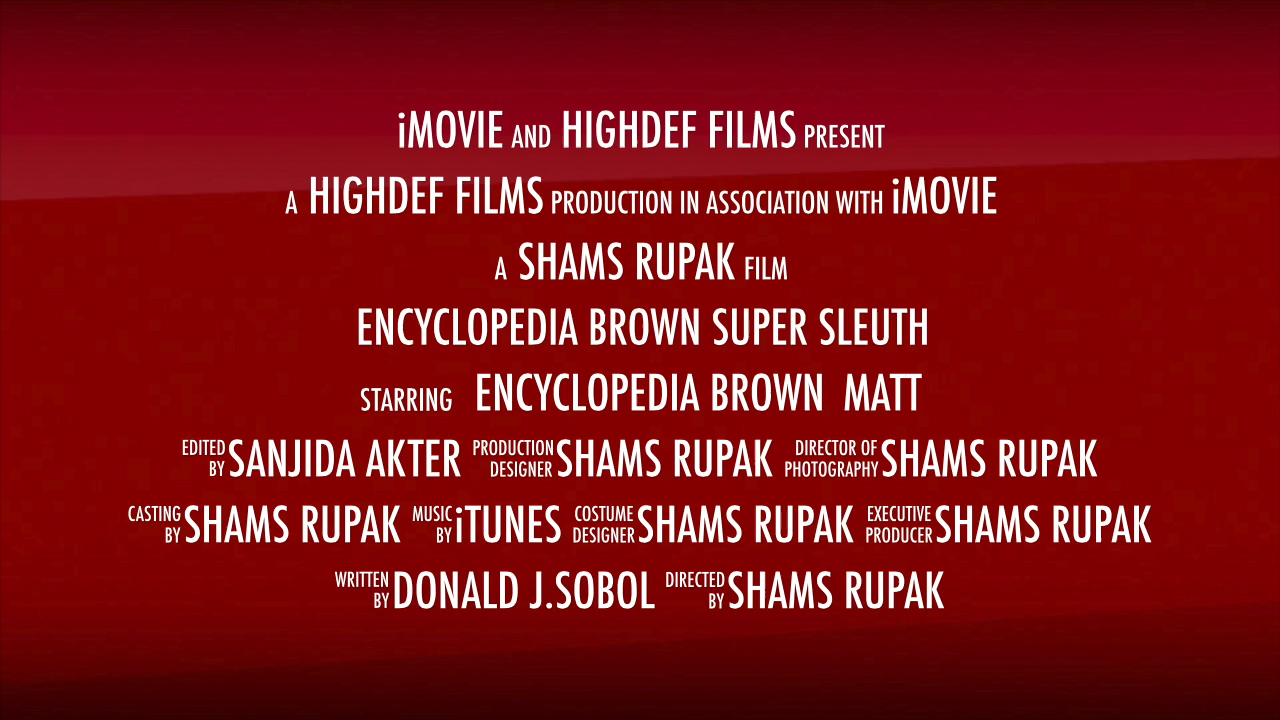 iMOVIE AND HIGHDEF FILMS PRESENT
A HIGHDEF FILMS PRODUCTION IN ASSOCIATION WITH iMOVIE
A SHAMS RUPAK FILM
ENCYCLOPEDIA BROWN SUPER SLEUTH
STARRING ENCYCLOPEDIA BROWN MATT
EDITED BY SANJIDA AKTER PRODUCTION DESIGNER SHAMS RUPAK DIRECTOR OF PHOTOGRAPHY SHAMS RUPAK
CASTING BY SHAMS RUPAK MUSIC BY iTUNES COSTUME DESIGNER SHAMS RUPAK EXECUTIVE PRODUCER SHAMS RUPAK
WRITTEN BY DONALD J.SOBOL DIRECTED BY SHAMS RUPAK